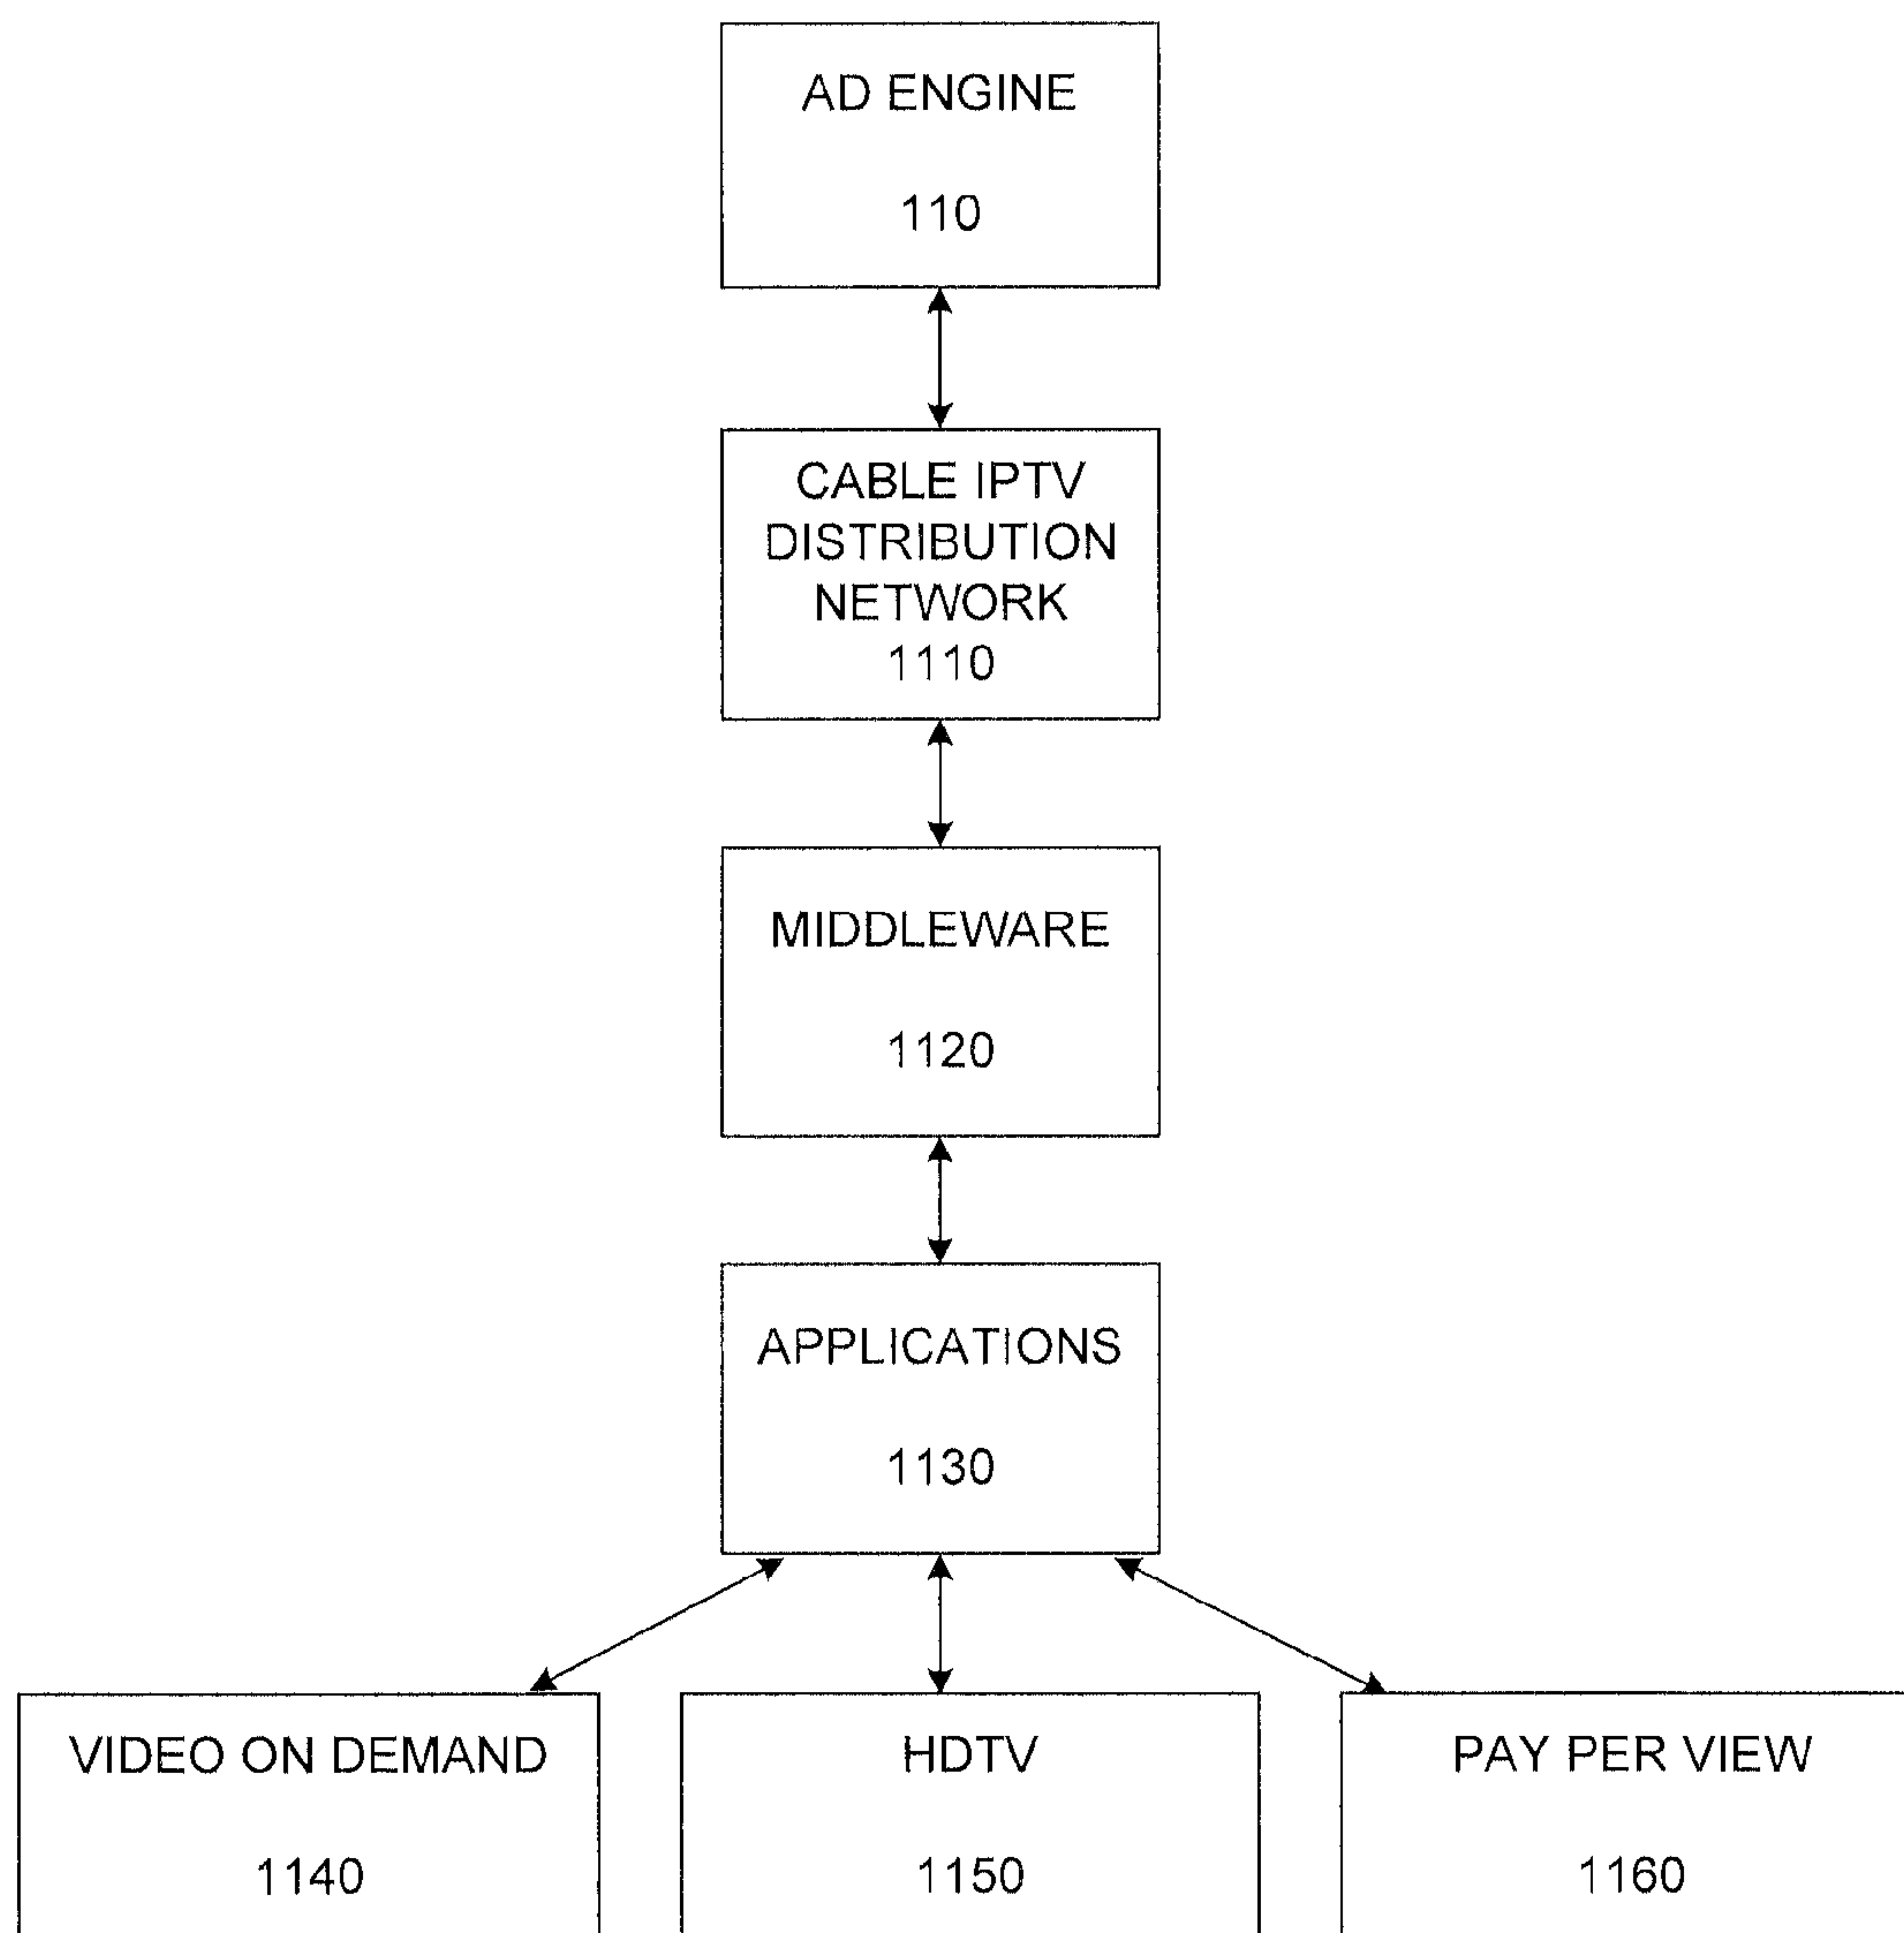 AD ENGINE
110
CABLE IPTV
DISTRIBUTION
NETWORK
1110
MIDDLEWARE
1120
APPLICATIONS
1130
VIDEO ON DEMAND
1140
HDTV
1150
PAY PER VIEW
1160